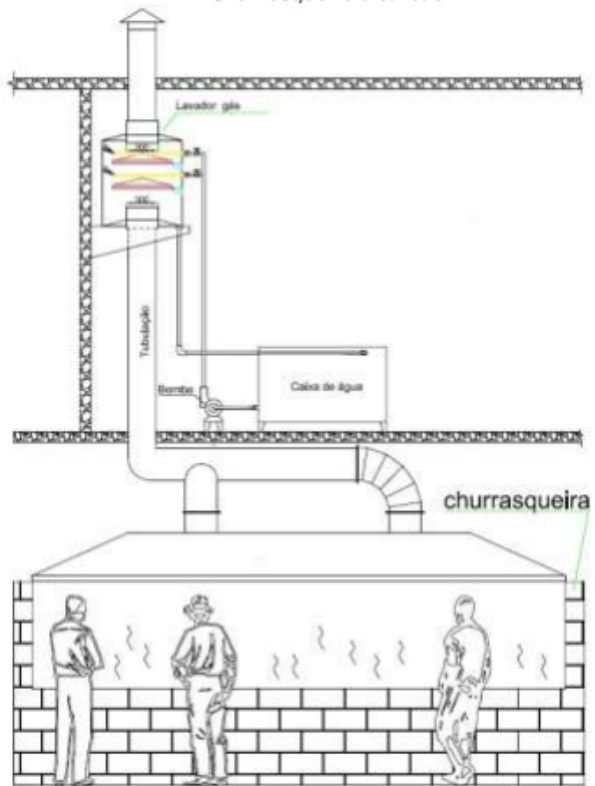 Lavador gás
Tubulação
Bomba
Caixa de água
churrasqueira